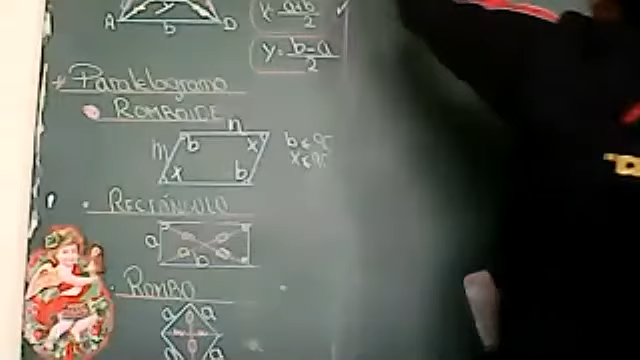 x = a+b/2
A b D
y = b-a/2
* Paralelogramo
ROMBOIDE
n
m b x
x b
RECTÁNGULO
a
b
ROMBO
a a
a a